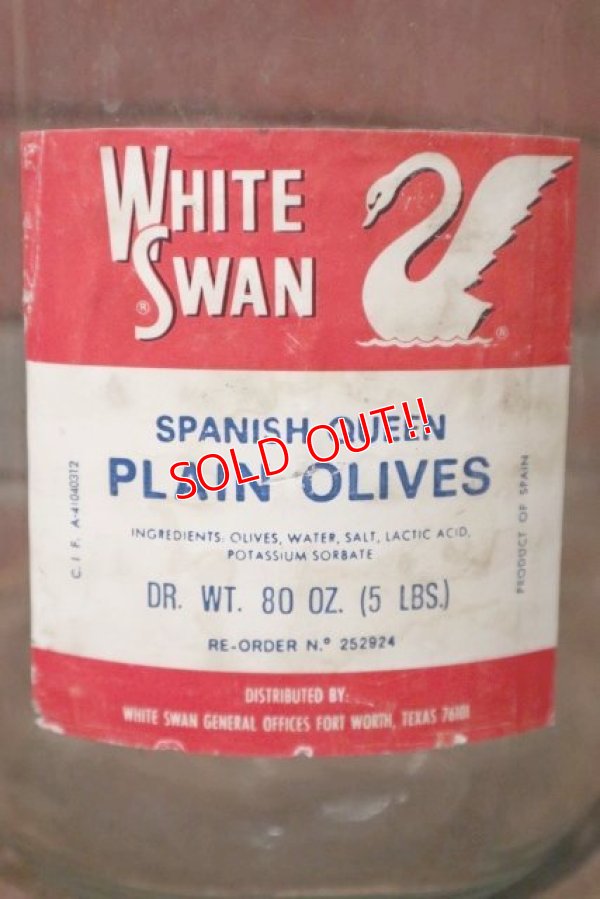 WHITE
SWAN
®
®
SPANISH QUEEN
PLAIN OLIVES
SOLD OUT!!
INGREDIENTS: OLIVES, WATER, SALT, LACTIC ACID,
POTASSIUM SORBATE
DR. WT. 80 OZ. (5 LBS.)
RE-ORDER N.º 252924
C. I. F. A-41040312
PRODUCT OF SPAIN
DISTRIBUTED BY:
WHITE SWAN GENERAL OFFICES FORT WORTH, TEXAS 76101